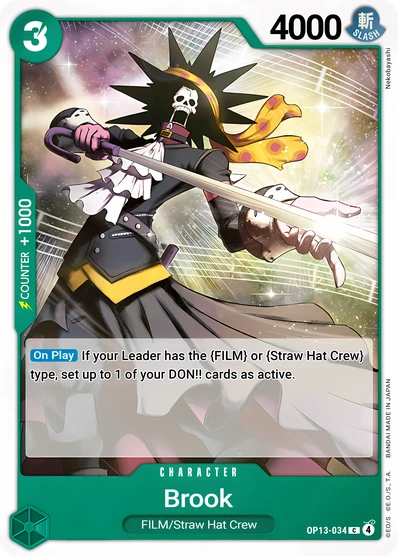 3
4000
斬
SLASH
Nekobayashi
COUNTER +1000
On Play If your Leader has the {FILM} or {Straw Hat Crew}
type, set up to 1 of your DON!! cards as active.
CHARACTER
Brook
FILM/Straw Hat Crew
OP13-034 C 4
©E.O./S., T.A. BANDAI MADE IN JAPAN
©EO/S